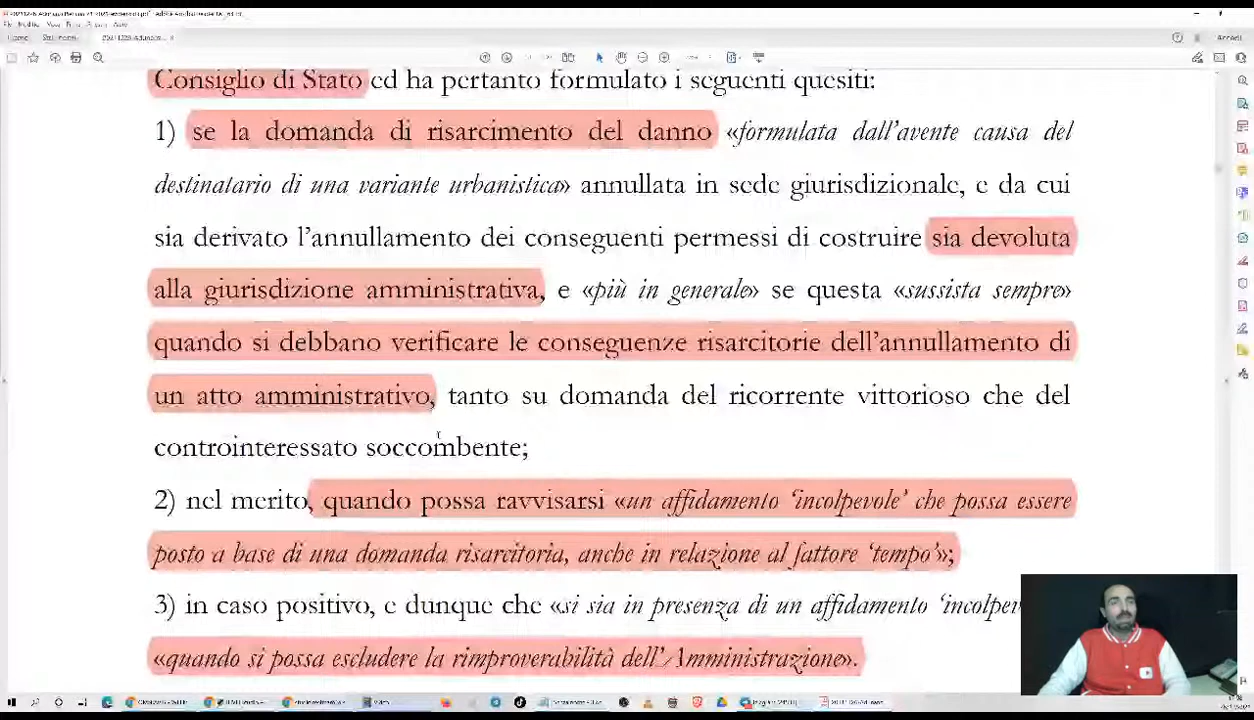 Consiglio di Stato ed ha pertanto formulato i seguenti quesiti:
1) se la domanda di risarcimento del danno «formulata dall'avente causa del
destinatario di una variante urbanistica» annullata in sede giurisdizionale, e da cui
sia derivato l'annullamento dei conseguenti permessi di costruire sia devoluta
alla giurisdizione amministrativa, e «più in generale» se questa «sussista sempre»
quando si debbano verificare le conseguenze risarcitorie dell'annullamento di
un atto amministrativo, tanto su domanda del ricorrente vittorioso che del
controinteressato soccombente;
2) nel merito, quando possa ravvisarsi «un affidamento 'incolpevole' che possa essere
posto a base di una domanda risarcitoria, anche in relazione al fattore 'tempo'»;
3) in caso positivo, e dunque che «si sia in presenza di un affidamento
«quando si possa escludere la rimproverabilità dell'Amministrazione».